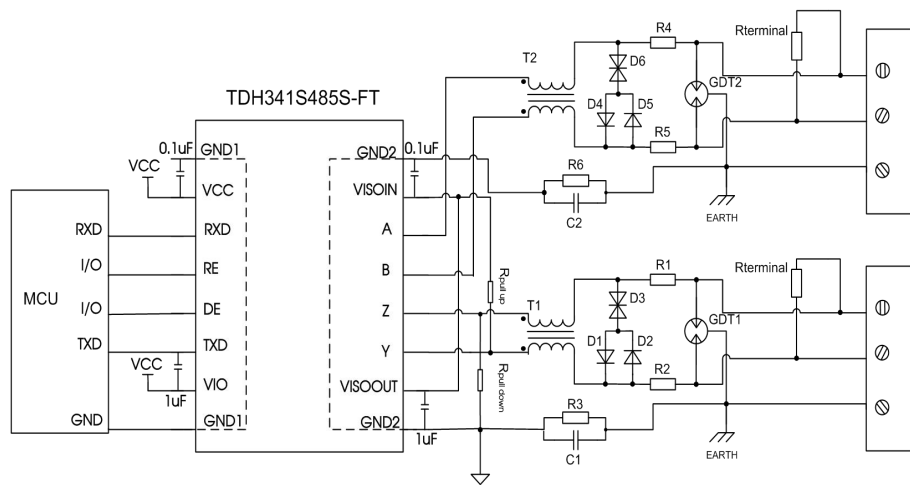 R4
Rterminal
T2
D6
GDT2
TDH341S485S-FT
D4
D5
R5
0.1uF
GND1
GND2
0.1uF
VCC
VCC
VISOIN
R6
C2
EARTH
RXD
RXD
A
I/O
RE
B
MCU
I/O
DE
Z
Rpull up
T1
R1
Rterminal
D3
GDT1
D1
D2
TXD
TXD
Y
VCC
VIO
VISOOUT
Rpull down
R2
1uF
R3
GND
GND1
GND2
1uF
C1
EARTH